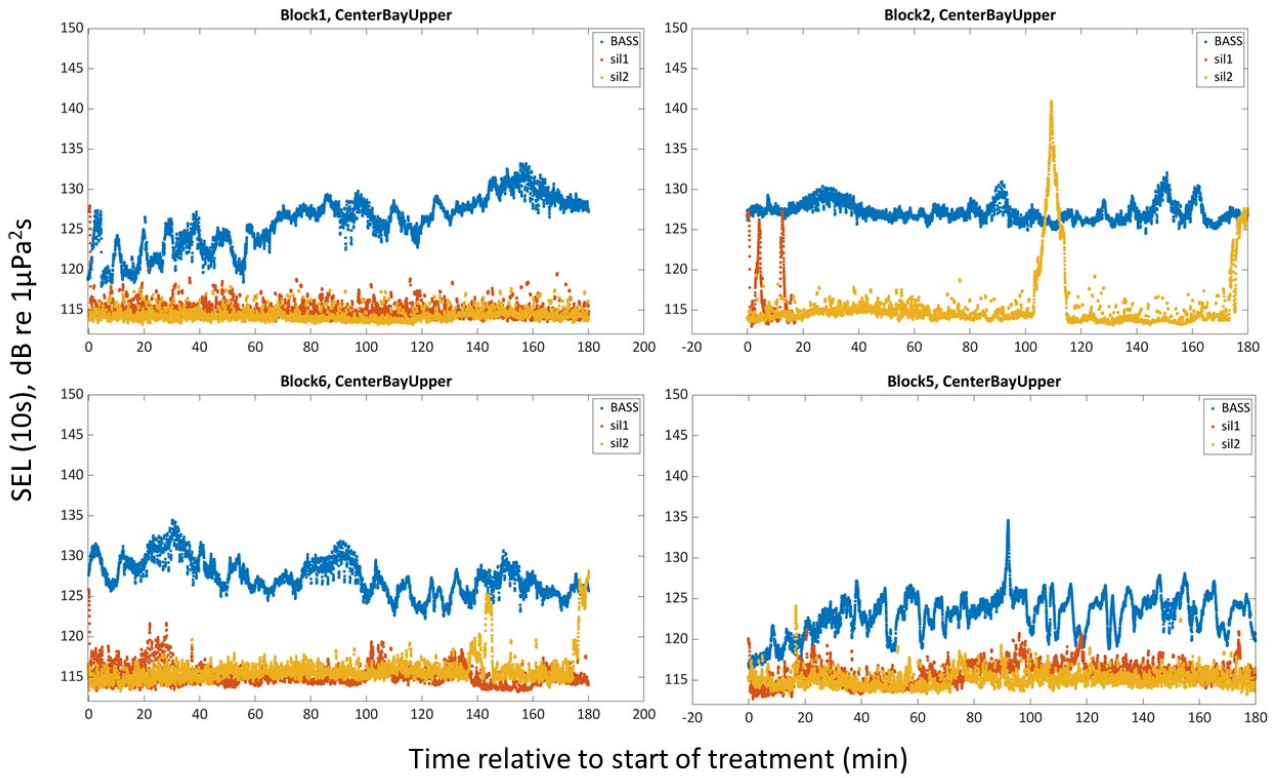 Block1, CenterBayUpper
150
145
140
135
130
125
120
115
0 20 40 60 80 100 120 140 160 180 200
BASS
sil1
sil2
Block2, CenterBayUpper
150
145
140
135
130
125
120
115
-20 0 20 40 60 80 100 120 140 160 180
BASS
sil1
sil2
SEL (10s), dB re 1μPa²s
Block6, CenterBayUpper
150
145
140
135
130
125
120
115
0 20 40 60 80 100 120 140 160 180 200
BASS
sil1
sil2
Block5, CenterBayUpper
150
145
140
135
130
125
120
115
-20 0 20 40 60 80 100 120 140 160 180
BASS
sil1
sil2
Time relative to start of treatment (min)